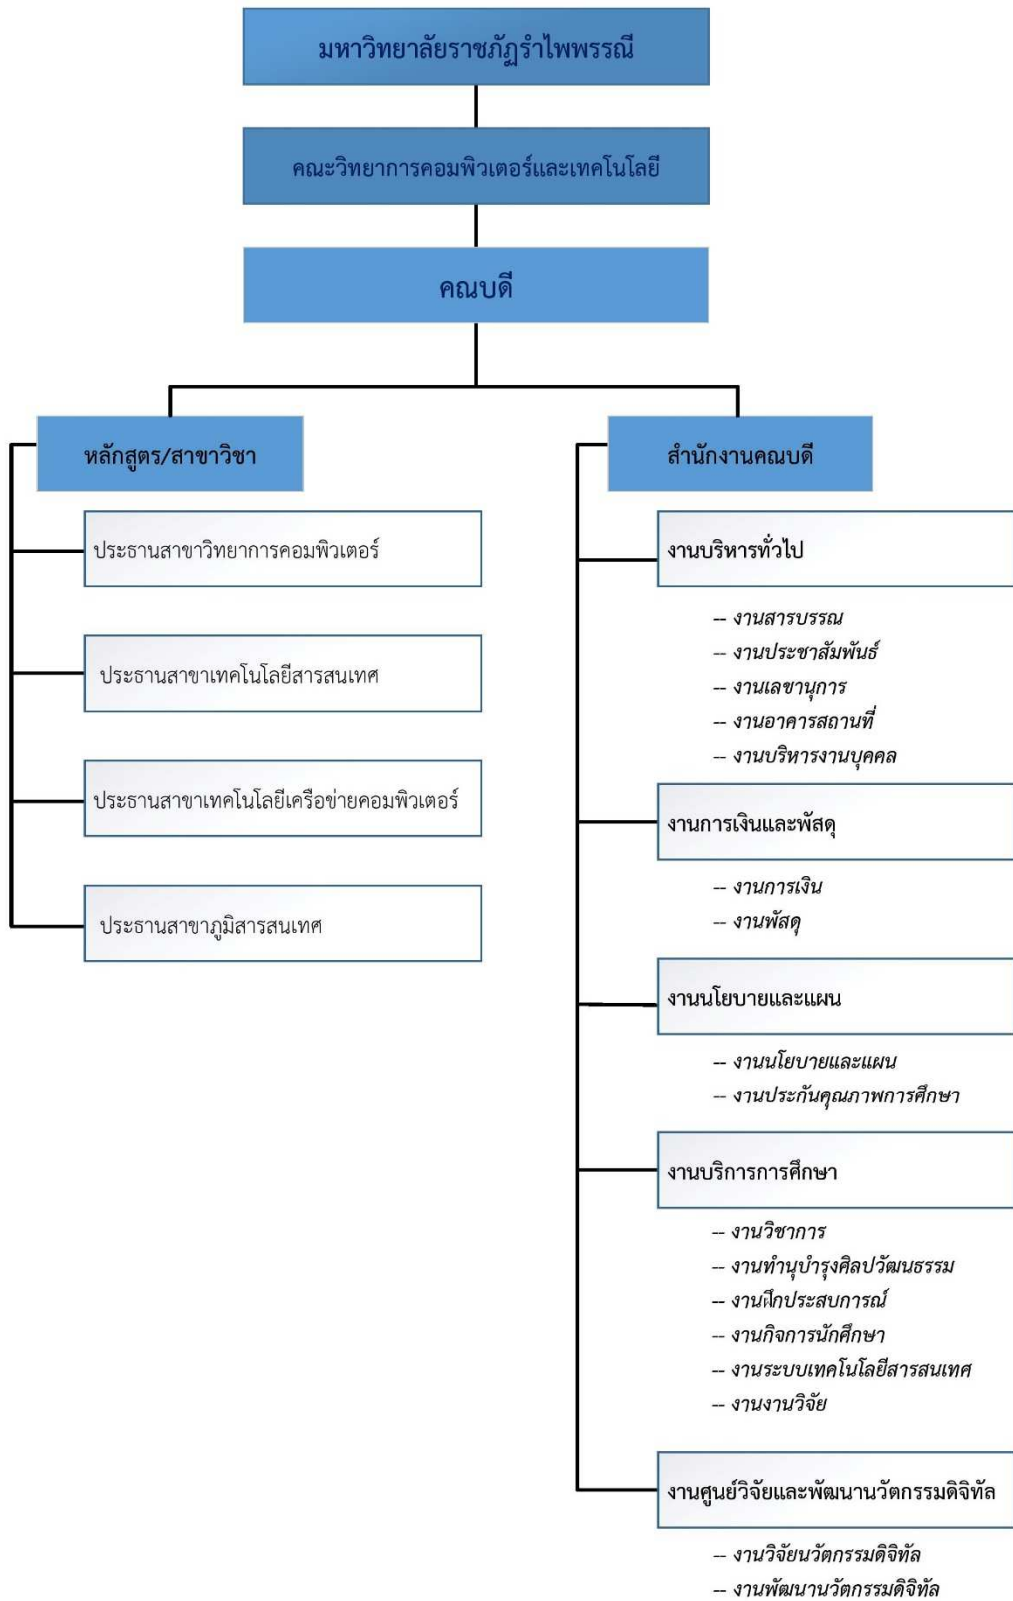 มหาวิทยาลัยราชภัฏรำไพพรรณี
คณะวิทยาการคอมพิวเตอร์และเทคโนโลยี
คณบดี
หลักสูตร/สาขาวิชา
ประธานสาขาวิทยาการคอมพิวเตอร์
ประธานสาขาเทคโนโลยีสารสนเทศ
ประธานสาขาเทคโนโลยีเครือข่ายคอมพิวเตอร์
ประธานสาขาภูมิสารสนเทศ
สำนักงานคณบดี
งานบริหารทั่วไป
-- งานสารบรรณ
-- งานประชาสัมพันธ์
-- งานเลขานุการ
-- งานอาคารสถานที่
-- งานบริหารงานบุคคล
งานการเงินและพัสดุ
-- งานการเงิน
-- งานพัสดุ
งานนโยบายและแผน
-- งานนโยบายและแผน
-- งานประกันคุณภาพการศึกษา
งานบริการการศึกษา
-- งานวิชาการ
-- งานทำนุบำรุงศิลปวัฒนธรรม
-- งานฝึกประสบการณ์
-- งานกิจการนักศึกษา
-- งานระบบเทคโนโลยีสารสนเทศ
-- งานงานวิจัย
งานศูนย์วิจัยและพัฒนานวัตกรรมดิจิทัล
-- งานวิจัยนวัตกรรมดิจิทัล
-- งานพัฒนานวัตกรรมดิจิทัล